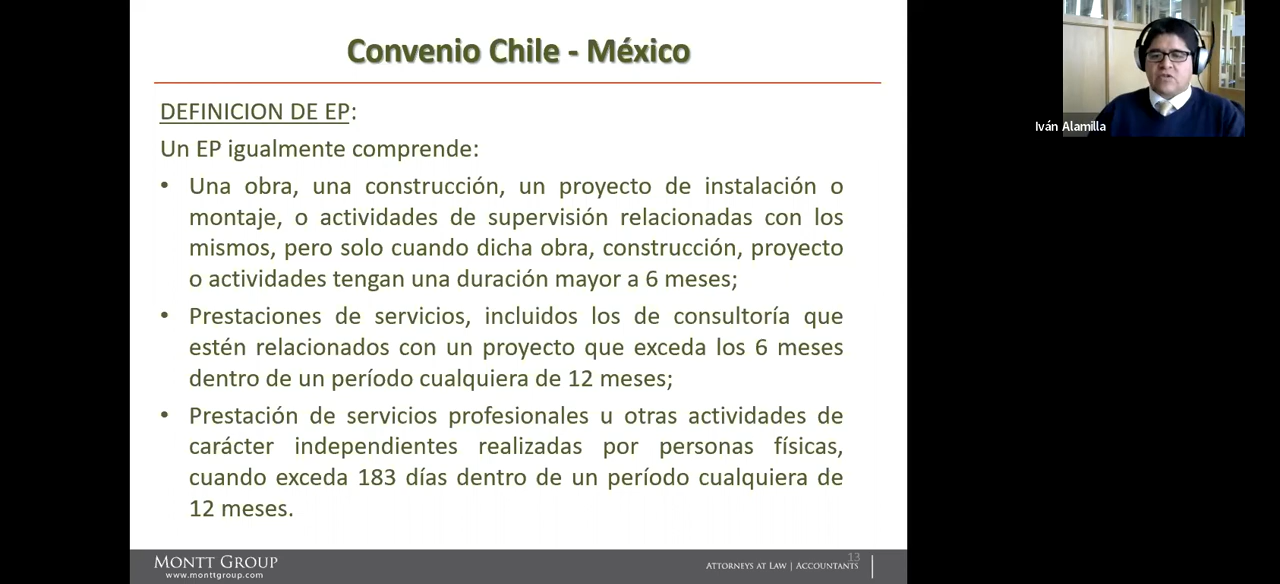 Convenio Chile - México
DEFINICION DE EP:
Un EP igualmente comprende:
• Una obra, una construcción, un proyecto de instalación o
montaje, o actividades de supervisión relacionadas con los
mismos, pero solo cuando dicha obra, construcción, proyecto
o actividades tengan una duración mayor a 6 meses;
• Prestaciones de servicios, incluidos los de consultoría que
estén relacionados con un proyecto que exceda los 6 meses
dentro de un período cualquiera de 12 meses;
• Prestación de servicios profesionales u otras actividades de
carácter independientes realizadas por personas físicas,
cuando exceda 183 días dentro de un período cualquiera de
12 meses.
MONTT GROUP
www.monttgroup.com
13
ATTORNEYS AT LAW | ACCOUNTANTS
Iván Alamilla